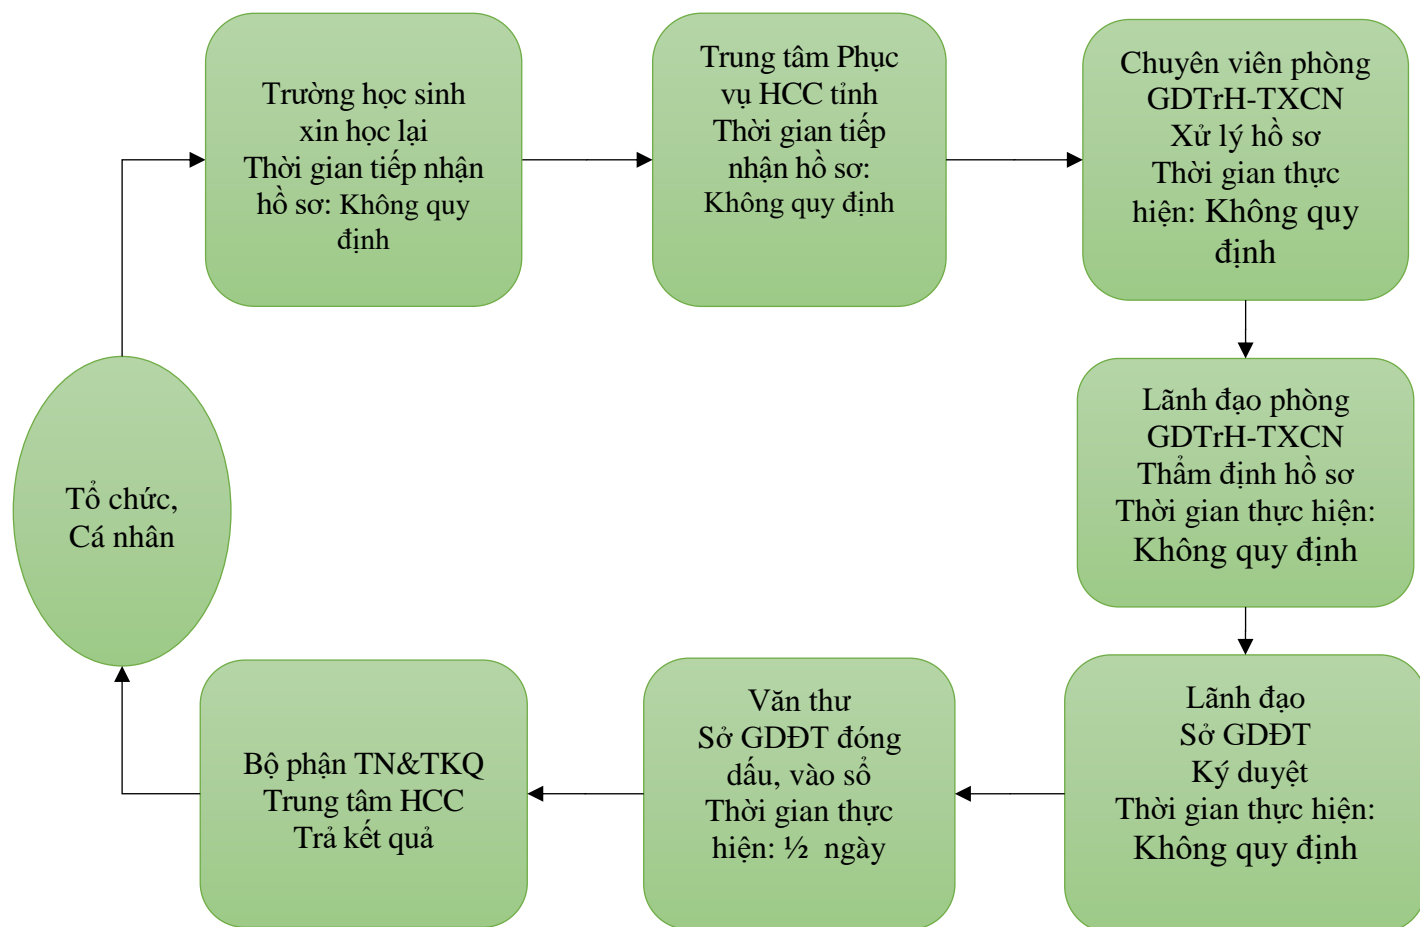 Trường học sinh
xin học lại
Thời gian tiếp nhận
hồ sơ: Không quy
định
Trung tâm Phục
vụ HCC tỉnh
Thời gian tiếp
nhận hồ sơ:
Không quy định
Chuyên viên phòng
GDTrH-TXCN
Xử lý hồ sơ
Thời gian thực
hiện: Không quy
định
Lãnh đạo phòng
GDTrH-TXCN
Thẩm định hồ sơ
Thời gian thực hiện:
Không quy định
Lãnh đạo
Sở GDĐT
Ký duyệt
Thời gian thực hiện:
Không quy định
Văn thư
Sở GDĐT đóng
dấu, vào sổ
Thời gian thực
hiện: ½ ngày
Bộ phận TN&TKQ
Trung tâm HCC
Trả kết quả
Tổ chức,
Cá nhân